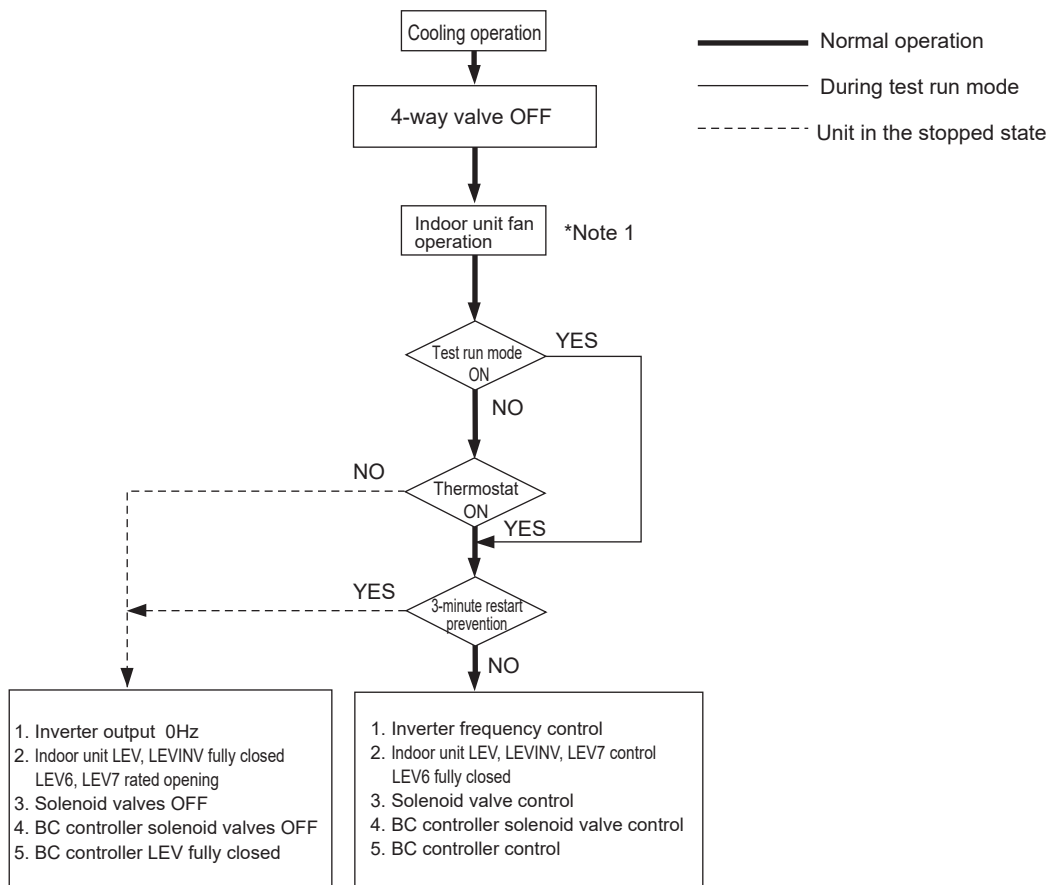 Cooling operation
Normal operation
During test run mode
Unit in the stopped state
4-way valve OFF
Indoor unit fan
operation
*Note 1
Test run mode
ON
YES
NO
Thermostat
ON
NO
YES
3-minute restart
prevention
YES
NO
1. Inverter output 0Hz
2. Indoor unit LEV, LEVINV fully closed
LEV6, LEV7 rated opening
3. Solenoid valves OFF
4. BC controller solenoid valves OFF
5. BC controller LEV fully closed
1. Inverter frequency control
2. Indoor unit LEV, LEVINV, LEV7 control
LEV6 fully closed
3. Solenoid valve control
4. BC controller solenoid valve control
5. BC controller control